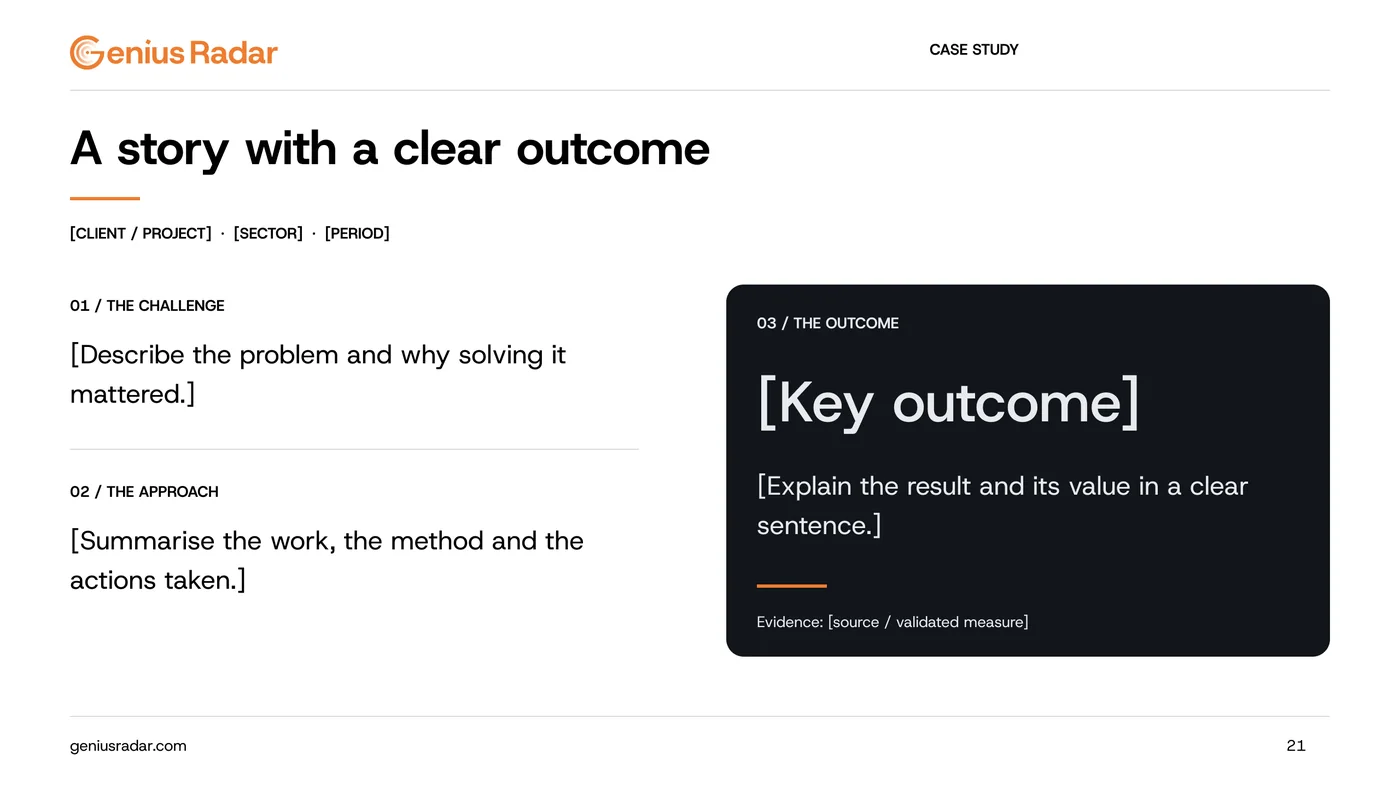 Genius Radar
CASE STUDY
A story with a clear outcome
[CLIENT / PROJECT] · [SECTOR] · [PERIOD]
01 / THE CHALLENGE
[Describe the problem and why solving it
mattered.]
02 / THE APPROACH
[Summarise the work, the method and the
actions taken.]
03 / THE OUTCOME
[Key outcome]
[Explain the result and its value in a clear
sentence.]
Evidence: [source / validated measure]
geniusradar.com
21